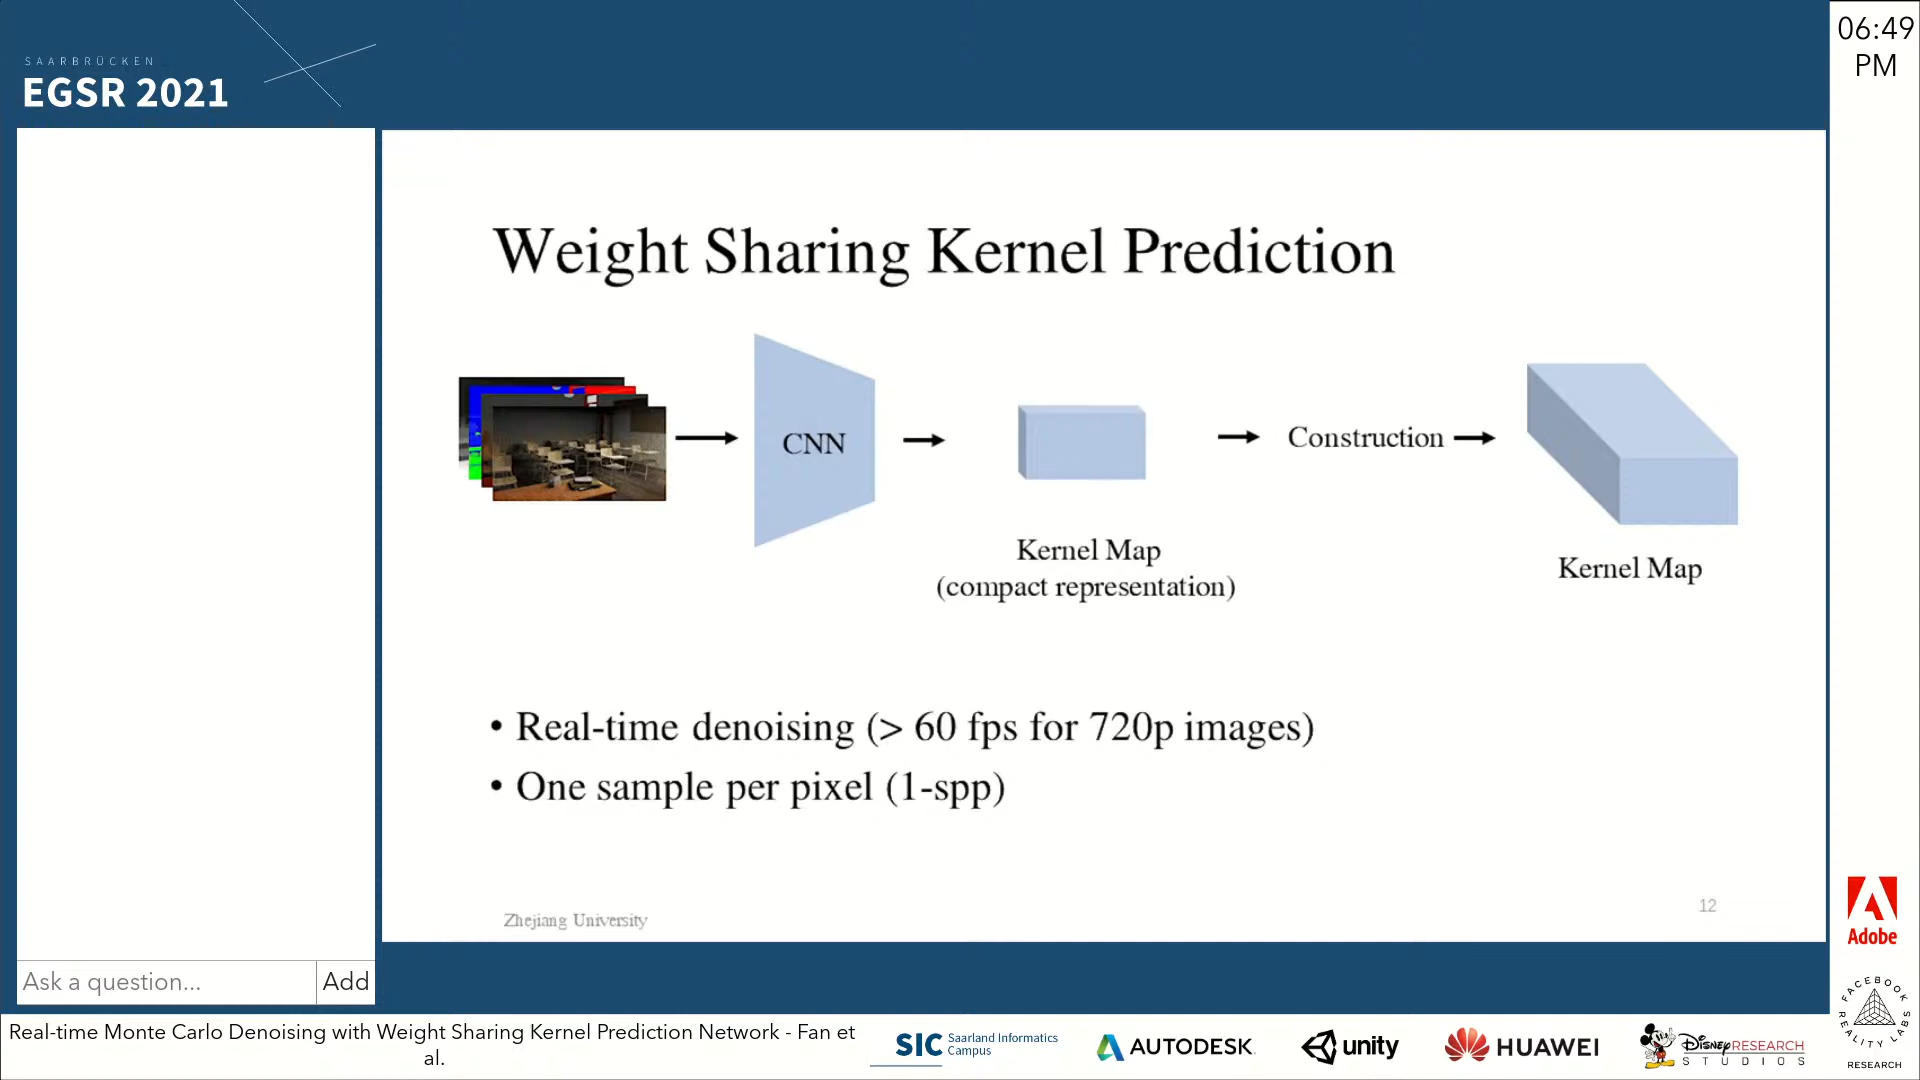 SAARBRÜCKEN
EGSR 2021
06:49
PM
Weight Sharing Kernel Prediction
CNN
Construction
Kernel Map
(compact representation)
Kernel Map
• Real-time denoising (> 60 fps for 720p images)
• One sample per pixel (1-spp)
Zhejiang University
12
Ask a question...
Add
Real-time Monte Carlo Denoising with Weight Sharing Kernel Prediction Network - Fan et
al.
SIC Saarland Informatics
Campus
AUTODESK
unity
HUAWEI
DISNEY RESEARCH
STUDIOS
Adobe
FACEBOOK
REALITY LABS
RESEARCH